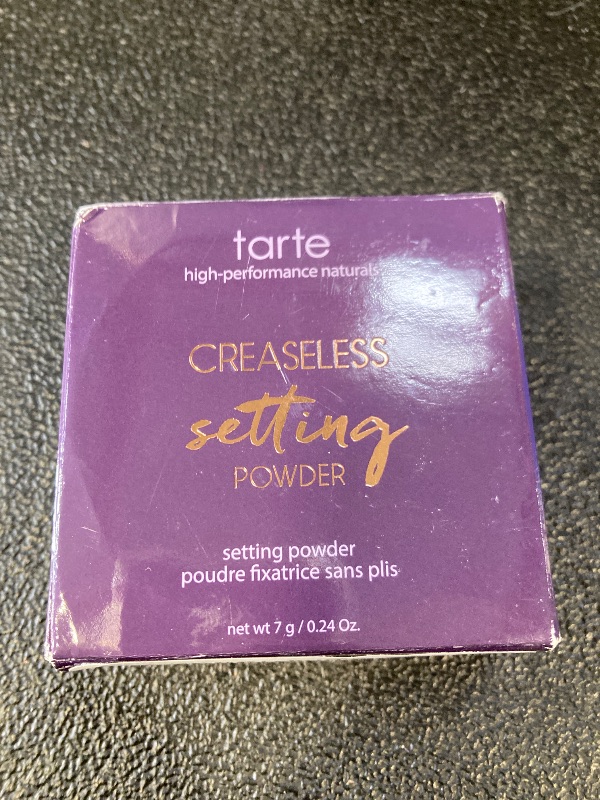 tarte
high-performance naturals
CREASELESS
setting
POWDER
setting powder
poudre fixatrice sans plis
net wt 7 g / 0.24 Oz.